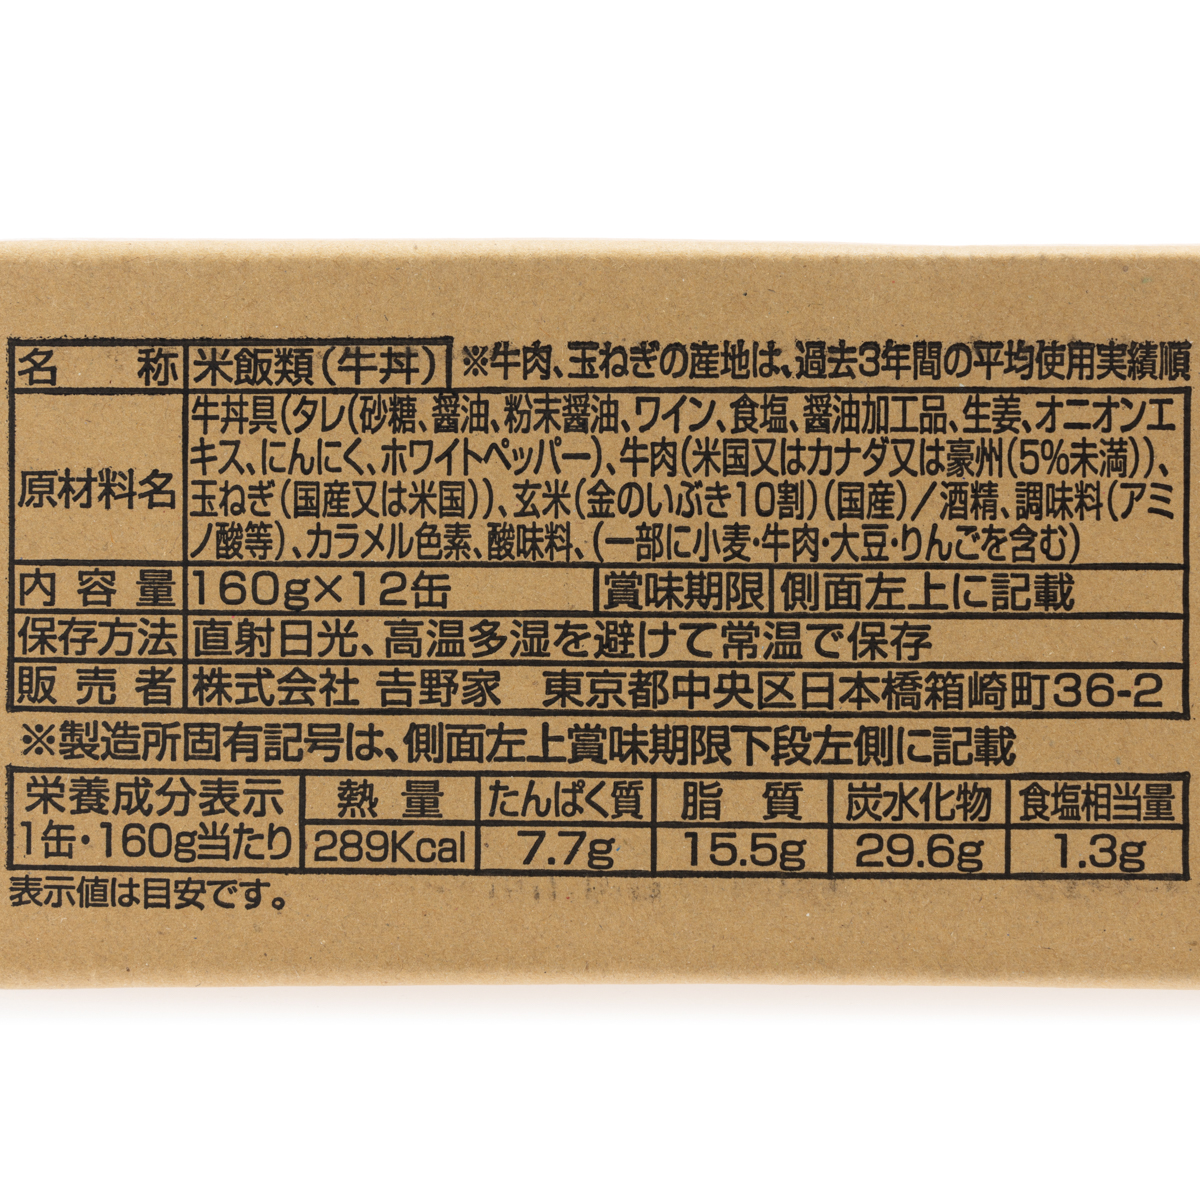 名称 米飯類(牛丼) ※牛肉、玉ねぎの産地は、過去3年間の平均使用実績順
原材料名 牛丼具(タレ(砂糖、醤油、粉末醤油、ワイン、食塩、醤油加工品、生姜、オニオンエ
キス、にんにく、ホワイトペッパー)、牛肉(米国又はカナダ又は豪州(5%未満))、
玉ねぎ(国産又は米国))、玄米(金のいぶき10割)(国産)/酒精、調味料(アミ
ノ酸等)、カラメル色素、酸味料、(一部に小麦・牛肉・大豆・りんごを含む)
内容量 160g×12缶 賞味期限 側面左上に記載
保存方法 直射日光、高温多湿を避けて常温で保存
販売者 株式会社 𠮷野家 東京都中央区日本橋箱崎町36-2
※製造所固有記号は、側面左上賞味期限下段左側に記載
栄養成分表示 熱量 たんぱく質 脂質 炭水化物 食塩相当量
1缶・160g当たり 289Kcal 7.7g 15.5g 29.6g 1.3g
表示値は目安です。